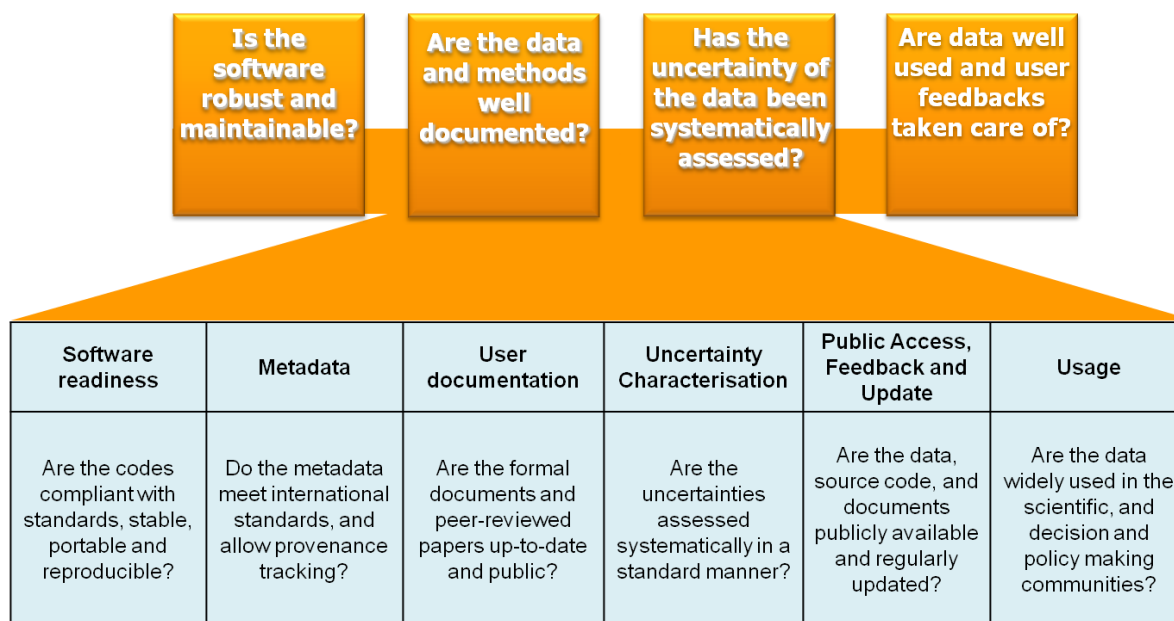 Is the
software
robust and
maintainable?
Are the data
and methods
well
documented?
Has the
uncertainty of
the data been
systematically
assessed?
Are data well
used and user
feedbacks
taken care of?
Software
readiness
Metadata
User
documentation
Uncertainty
Characterisation
Public Access,
Feedback and
Update
Usage
Are the codes
compliant with
standards, stable,
portable and
reproducible?
Do the metadata
meet international
standards, and
allow provenance
tracking?
Are the formal
documents and
peer-reviewed
papers up-to-date
and public?
Are the
uncertainties
assessed
systematically in a
standard manner?
Are the data,
source code, and
documents
publicly available
and regularly
updated?
Are the data
widely used in the
scientific, and
decision and
policy making
communities?